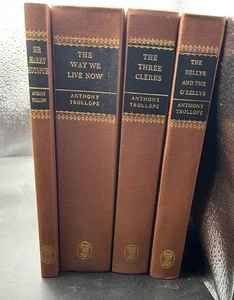 SIR
HARRY
HOTSPUR
ANTHONY
TROLLOPE
THE
WAY WE
LIVE NOW
ANTHONY
TROLLOPE
THE
THREE
CLERKS
ANTHONY
TROLLOPE
THE
KELLYS
AND THE
O'KELLYS
ANTHONY
TROLLOPE